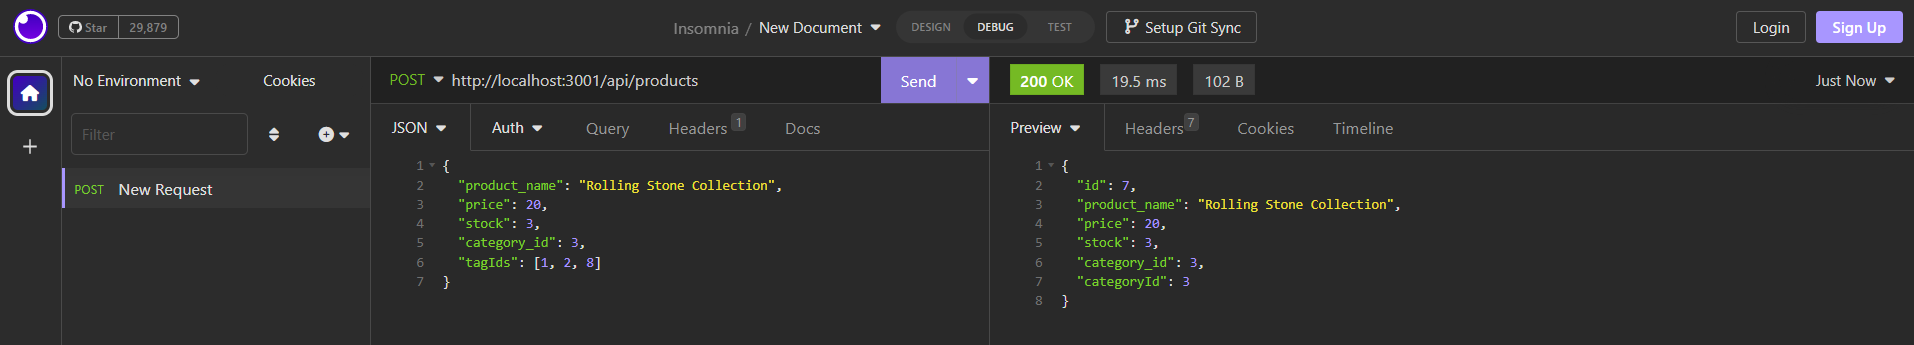 Star 29,879
Insomnia / New Document
DESIGN DEBUG TEST
Setup Git Sync
Login
Sign Up
No Environment
Cookies
Filter
POST New Request
POST http://localhost:3001/api/products
Send
JSON Auth Query Headers 1 Docs
1 {
2 "product_name": "Rolling Stone Collection",
3 "price": 20,
4 "stock": 3,
5 "category_id": 3,
6 "tagIds": [1, 2, 8]
7 }
200 OK 19.5 ms 102 B
Just Now
Preview Headers 7 Cookies Timeline
1 {
2 "id": 7,
3 "product_name": "Rolling Stone Collection",
4 "price": 20,
5 "stock": 3,
6 "category_id": 3,
7 "categoryId": 3
8 }